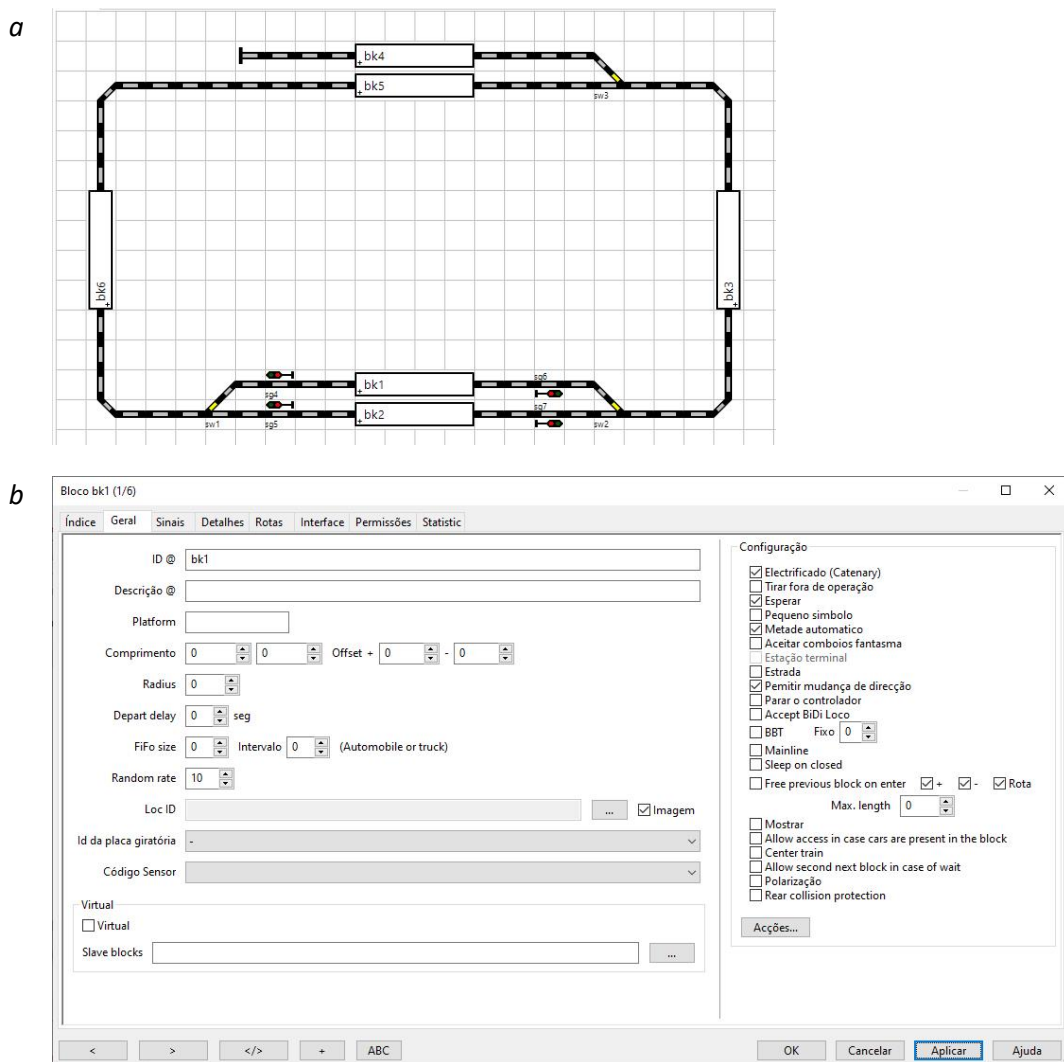 a
bk4
bk5
sw3
bk6
bk3
sg6
bk1
sg4
sg7
bk2
sw1
sg5
sw2
b
Bloco bk1 (1/6)
Índice Geral Sinais Detalhes Rotas Interface Permissões Statistic
ID @ bk1
Descrição @
Platform
Comprimento 0 0 Offset + 0 - 0
Radius 0
Depart delay 0 seg
FiFo size 0 Intervalo 0 (Automobile or truck)
Random rate 10
Loc ID ... Imagem
Id da placa giratória -
Código Sensor
Virtual
Virtual
Slave blocks ...
Configuração
Electrificado (Catenary)
Tirar fora de operação
Esperar
Pequeno simbolo
Metade automatico
Aceitar comboios fantasma
Estação terminal
Estrada
Pemitir mudança de direcção
Parar o controlador
Accept BiDi Loco
BBT Fixo 0
Mainline
Sleep on closed
Free previous block on enter + - Rota
Max. length 0
Mostrar
Allow access in case cars are present in the block
Center train
Allow second next block in case of wait
Polarização
Rear collision protection
Acções...
< > </> + ABC OK Cancelar Aplicar Ajuda